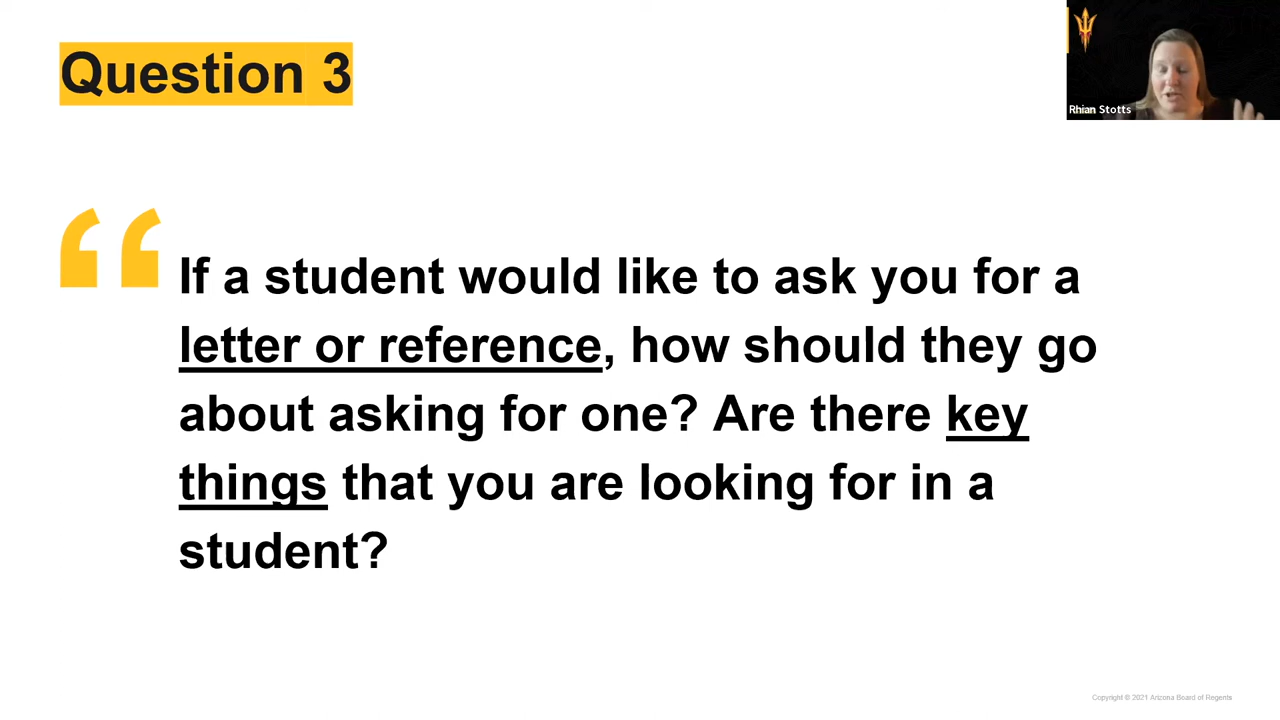 Question 3
Rhian Stotts
If a student would like to ask you for a
letter or reference, how should they go
about asking for one? Are there key
things that you are looking for in a
student?
Copyright © 2021 Arizona Board of Regents